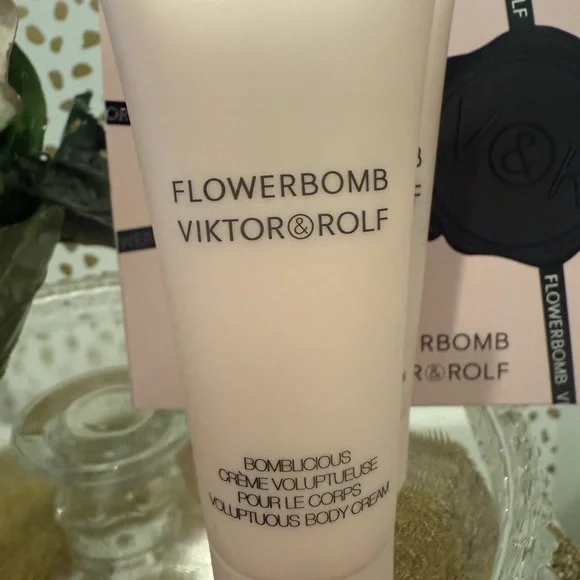 FLOWERBOMB
VIKTOR&ROLF
BOMBLICIOUS
CRÈME VOLUPTUEUSE
POUR LE CORPS
VOLUPTUOUS BODY CREAM
RBOMB
R&ROLF
V&R
FLOWERBOMB